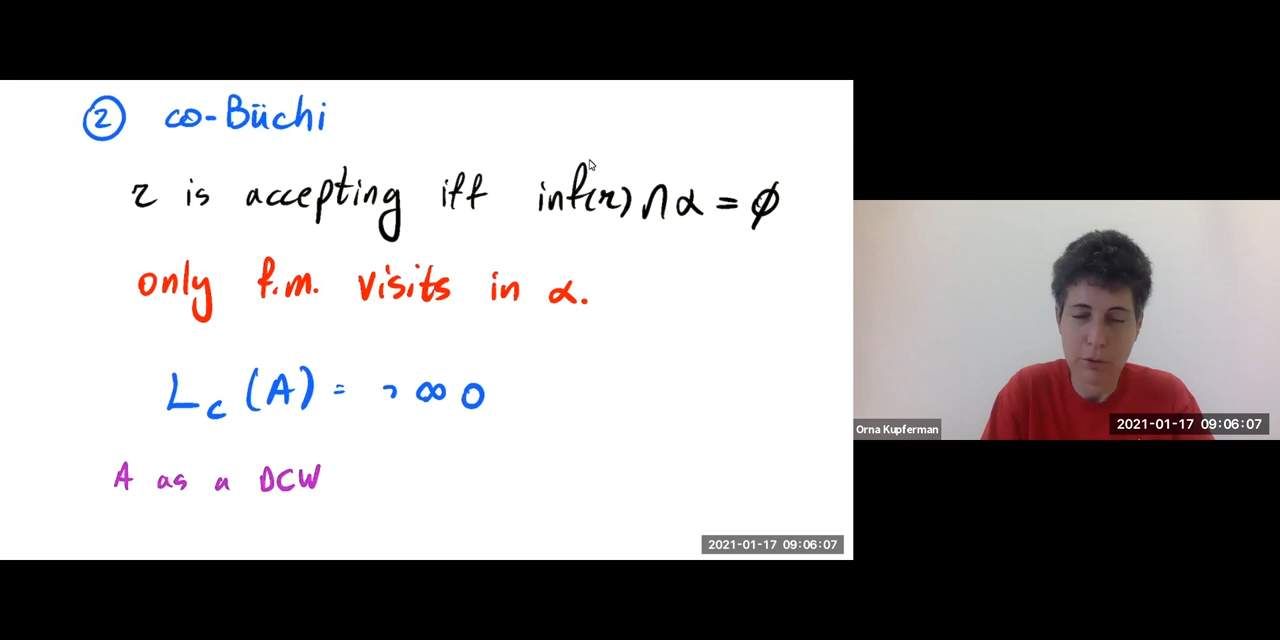 ② co-Büchi
r is accepting iff inf(r) ∩ α = ∅
only f.m. visits in α.
L_c (A) = ¬ ∞ 0
A as a DCW
Orna Kupferman
2021-01-17 09:06:07
2021-01-17 09:06:07